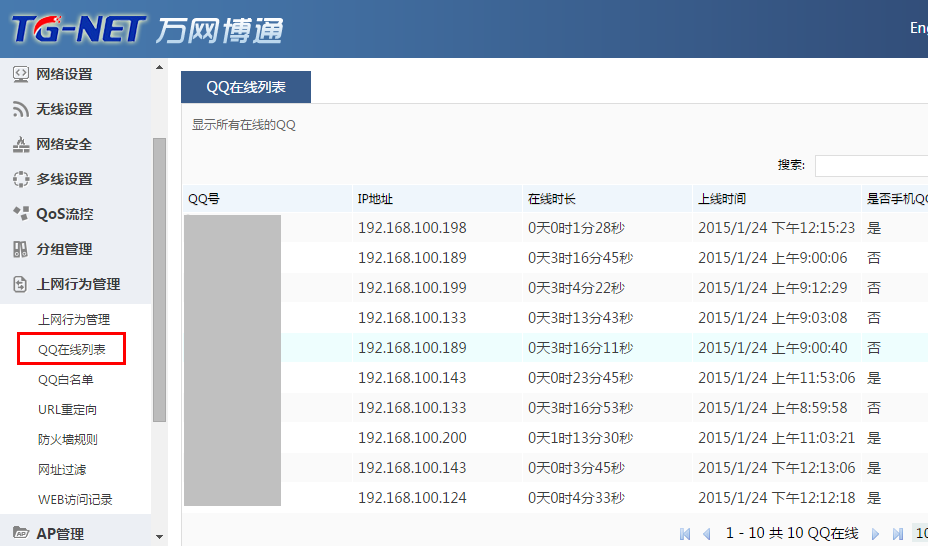 TG-NET 万网博通
Eng
网络设置
无线设置
网络安全
多线设置
QoS流控
分组管理
上网行为管理
上网行为管理
QQ在线列表
QQ白名单
URL重定向
防火墙规则
网址过滤
WEB访问记录
AP管理
QQ在线列表
显示所有在线的QQ
搜索:
QQ号 IP地址 在线时长 上线时间 是否手机QQ
192.168.100.198 0天0时1分28秒 2015/1/24 下午12:15:23 是
192.168.100.189 0天3时16分45秒 2015/1/24 上午9:00:06 否
192.168.100.199 0天3时4分22秒 2015/1/24 上午9:12:29 否
192.168.100.133 0天3时13分43秒 2015/1/24 上午9:03:08 否
192.168.100.189 0天3时16分11秒 2015/1/24 上午9:00:40 否
192.168.100.143 0天0时23分45秒 2015/1/24 上午11:53:06 是
192.168.100.133 0天3时16分53秒 2015/1/24 上午8:59:58 否
192.168.100.200 0天1时13分30秒 2015/1/24 上午11:03:21 是
192.168.100.143 0天0时3分45秒 2015/1/24 下午12:13:06 是
192.168.100.124 0天0时4分33秒 2015/1/24 下午12:12:18 是
1 - 10 共 10 QQ在线 10